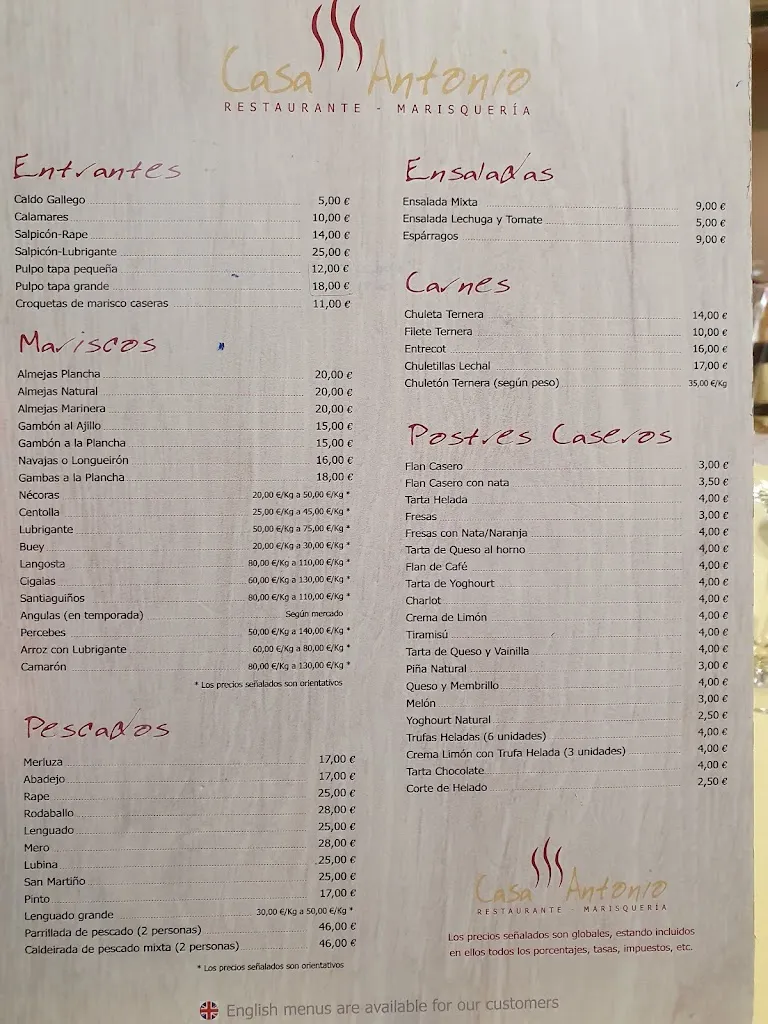 Casa Antonio
RESTAURANTE - MARISQUERÍA
Entrantes
Caldo Gallego 5,00 €
Calamares 10,00 €
Salpicón-Rape 14,00 €
Salpicón-Lubrigante 25,00 €
Pulpo tapa pequeña 12,00 €
Pulpo tapa grande 18,00 €
Croquetas de marisco caseras 11,00 €
Mariscos
Almejas Plancha 20,00 €
Almejas Natural 20,00 €
Almejas Marinera 20,00 €
Gambón al Ajillo 15,00 €
Gambón a la Plancha 15,00 €
Navajas o Longueirón 16,00 €
Gambas a la Plancha 18,00 €
Nécoras 20,00 €/Kg a 50,00 €/Kg *
Centolla 25,00 €/Kg a 45,00 €/Kg *
Lubrigante 50,00 €/Kg a 75,00 €/Kg *
Buey 20,00 €/Kg a 30,00 €/Kg *
Langosta 80,00 €/Kg a 110,00 €/Kg *
Cigalas 60,00 €/Kg a 130,00 €/Kg *
Santiaguiños 80,00 €/Kg a 110,00 €/Kg *
Angulas (en temporada) Según mercado
Percebes 50,00 €/Kg a 140,00 €/Kg *
Arroz con Lubrigante 60,00 €/Kg a 80,00 €/Kg *
Camarón 80,00 €/Kg a 130,00 €/Kg *
* Los precios señalados son orientativos
Pescados
Merluza 17,00 €
Abadejo 17,00 €
Rape 25,00 €
Rodaballo 28,00 €
Lenguado 25,00 €
Mero 28,00 €
Lubina 25,00 €
San Martiño 25,00 €
Pinto 17,00 €
Lenguado grande 30,00 €/Kg a 50,00 €/Kg *
Parrillada de pescado (2 personas) 46,00 €
Caldeirada de pescado mixta (2 personas) 46,00 €
* Los precios señalados son orientativos
Ensaladas
Ensalada Mixta 9,00 €
Ensalada Lechuga y Tomate 5,00 €
Espárragos 9,00 €
Carnes
Chuleta Ternera 14,00 €
Filete Ternera 10,00 €
Entrecot 16,00 €
Chuletillas Lechal 17,00 €
Chuletón Ternera (según peso) 35,00 €/Kg
Postres Caseros
Flan Casero 3,00 €
Flan Casero con nata 3,50 €
Tarta Helada 4,00 €
Fresas 3,00 €
Fresas con Nata/Naranja 4,00 €
Tarta de Queso al horno 4,00 €
Flan de Café 4,00 €
Tarta de Yoghourt 4,00 €
Charlot 4,00 €
Crema de Limón 4,00 €
Tiramisú 4,00 €
Tarta de Queso y Vainilla 4,00 €
Piña Natural 3,00 €
Queso y Membrillo 4,00 €
Melón 3,00 €
Yoghourt Natural 2,50 €
Trufas Heladas (6 unidades) 4,00 €
Crema Limón con Trufa Helada (3 unidades) 4,00 €
Tarta Chocolate 4,00 €
Corte de Helado 2,50 €
Casa Antonio
RESTAURANTE - MARISQUERÍA
Los precios señalados son globales, estando incluidos
en ellos todos los porcentajes, tasas, impuestos, etc.
English menus are available for our customers